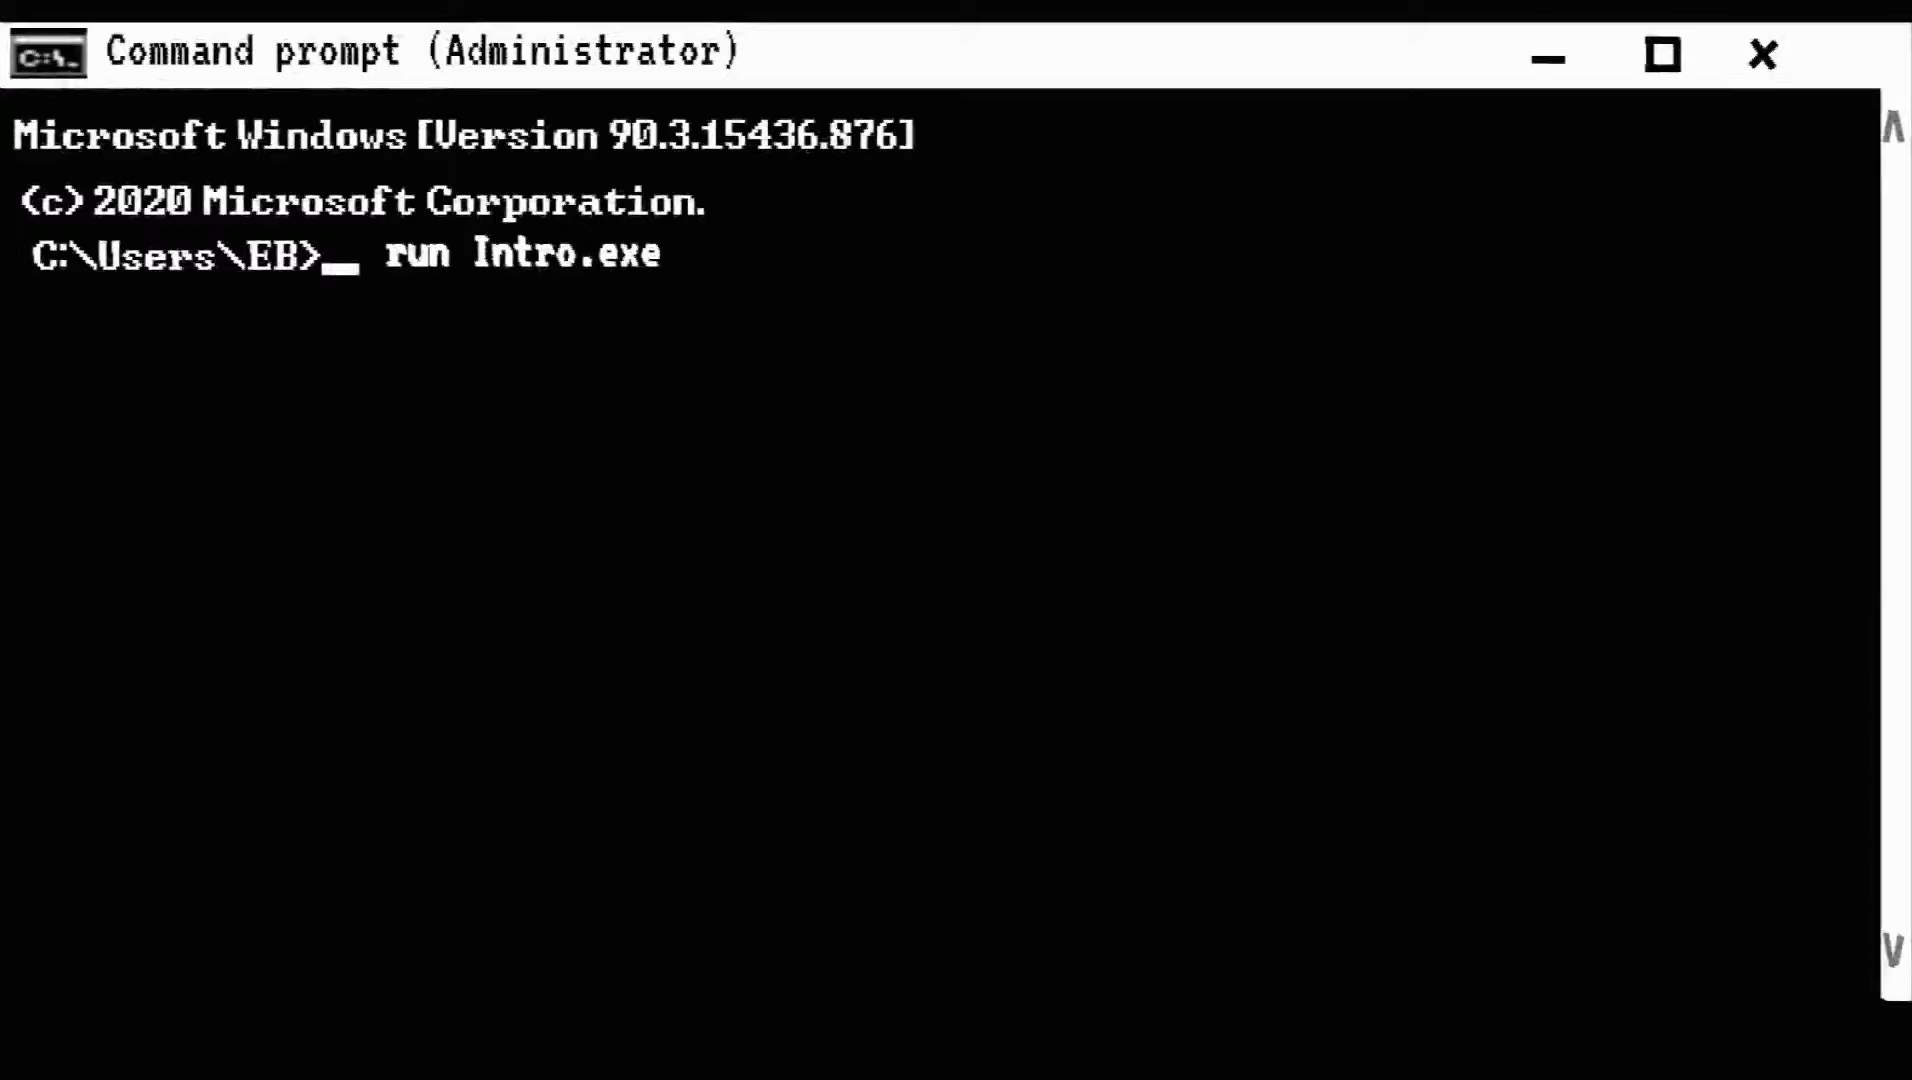 C:\.
Command prompt (Administrator)
Microsoft Windows [Version 90.3.15436.876]
(c) 2020 Microsoft Corporation.
C:\Users\EB>_ run Intro.exe